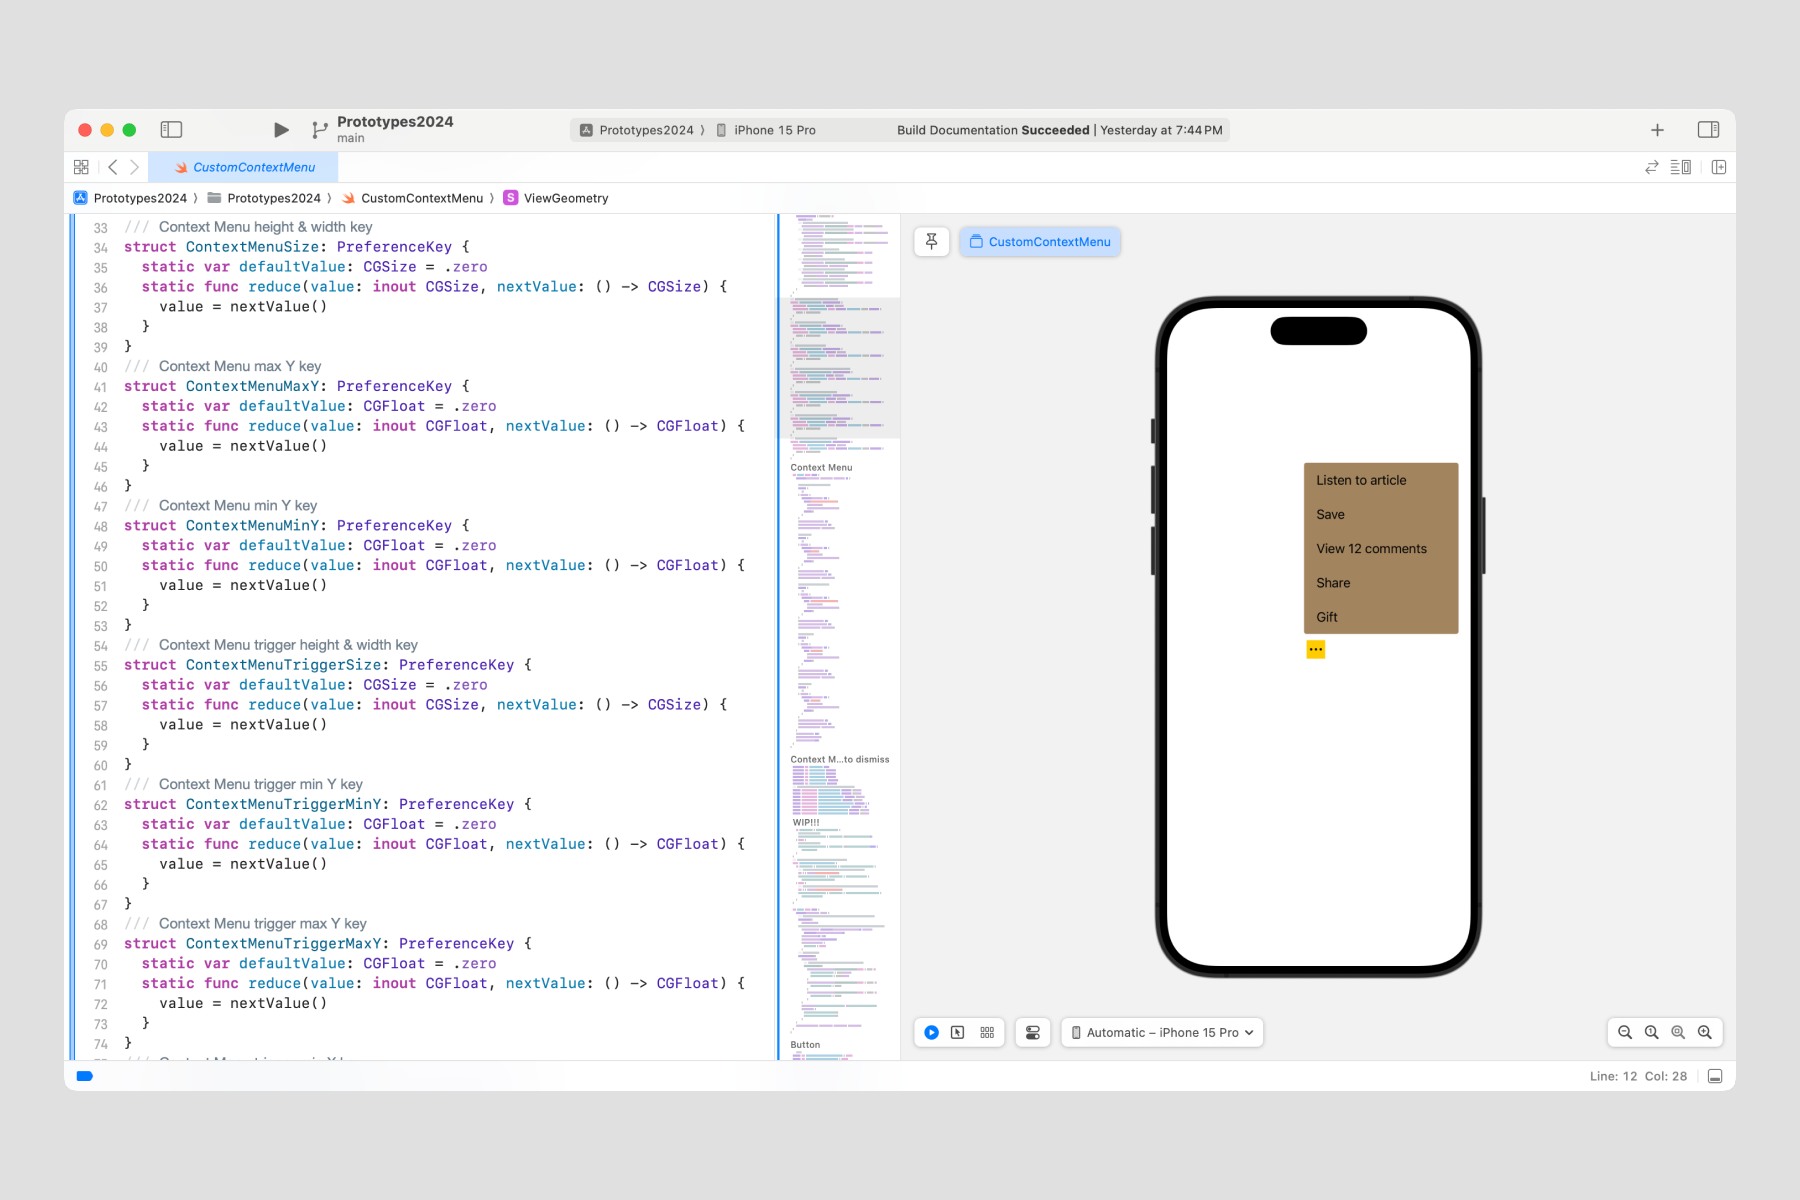 Prototypes2024
main
Prototypes2024 ⟩ iPhone 15 Pro
Build Documentation Succeeded | Yesterday at 7:44 PM
CustomContextMenu
Prototypes2024 ⟩ Prototypes2024 ⟩ CustomContextMenu ⟩ S ViewGeometry
33 /// Context Menu height & width key
34 struct ContextMenuSize: PreferenceKey {
35 static var defaultValue: CGSize = .zero
36 static func reduce(value: inout CGSize, nextValue: () -> CGSize) {
37 value = nextValue()
38 }
39 }
40 /// Context Menu max Y key
41 struct ContextMenuMaxY: PreferenceKey {
42 static var defaultValue: CGFloat = .zero
43 static func reduce(value: inout CGFloat, nextValue: () -> CGFloat) {
44 value = nextValue()
45 }
46 }
47 /// Context Menu min Y key
48 struct ContextMenuMinY: PreferenceKey {
49 static var defaultValue: CGFloat = .zero
50 static func reduce(value: inout CGFloat, nextValue: () -> CGFloat) {
51 value = nextValue()
52 }
53 }
54 /// Context Menu trigger height & width key
55 struct ContextMenuTriggerSize: PreferenceKey {
56 static var defaultValue: CGSize = .zero
57 static func reduce(value: inout CGSize, nextValue: () -> CGSize) {
58 value = nextValue()
59 }
60 }
61 /// Context Menu trigger min Y key
62 struct ContextMenuTriggerMinY: PreferenceKey {
63 static var defaultValue: CGFloat = .zero
64 static func reduce(value: inout CGFloat, nextValue: () -> CGFloat) {
65 value = nextValue()
66 }
67 }
68 /// Context Menu trigger max Y key
69 struct ContextMenuTriggerMaxY: PreferenceKey {
70 static var defaultValue: CGFloat = .zero
71 static func reduce(value: inout CGFloat, nextValue: () -> CGFloat) {
72 value = nextValue()
73 }
74 }
Context Menu
Context M...to dismiss
WIP!!!
Button
CustomContextMenu
Listen to article
Save
View 12 comments
Share
Gift
Automatic – iPhone 15 Pro
Line: 12 Col: 28